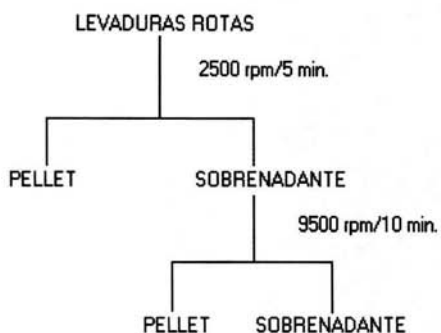 LEVADURAS ROTAS
2500 rpm/5 min.
PELLET
SOBRENADANTE
9500 rpm/10 min.
PELLET
SOBRENADANTE